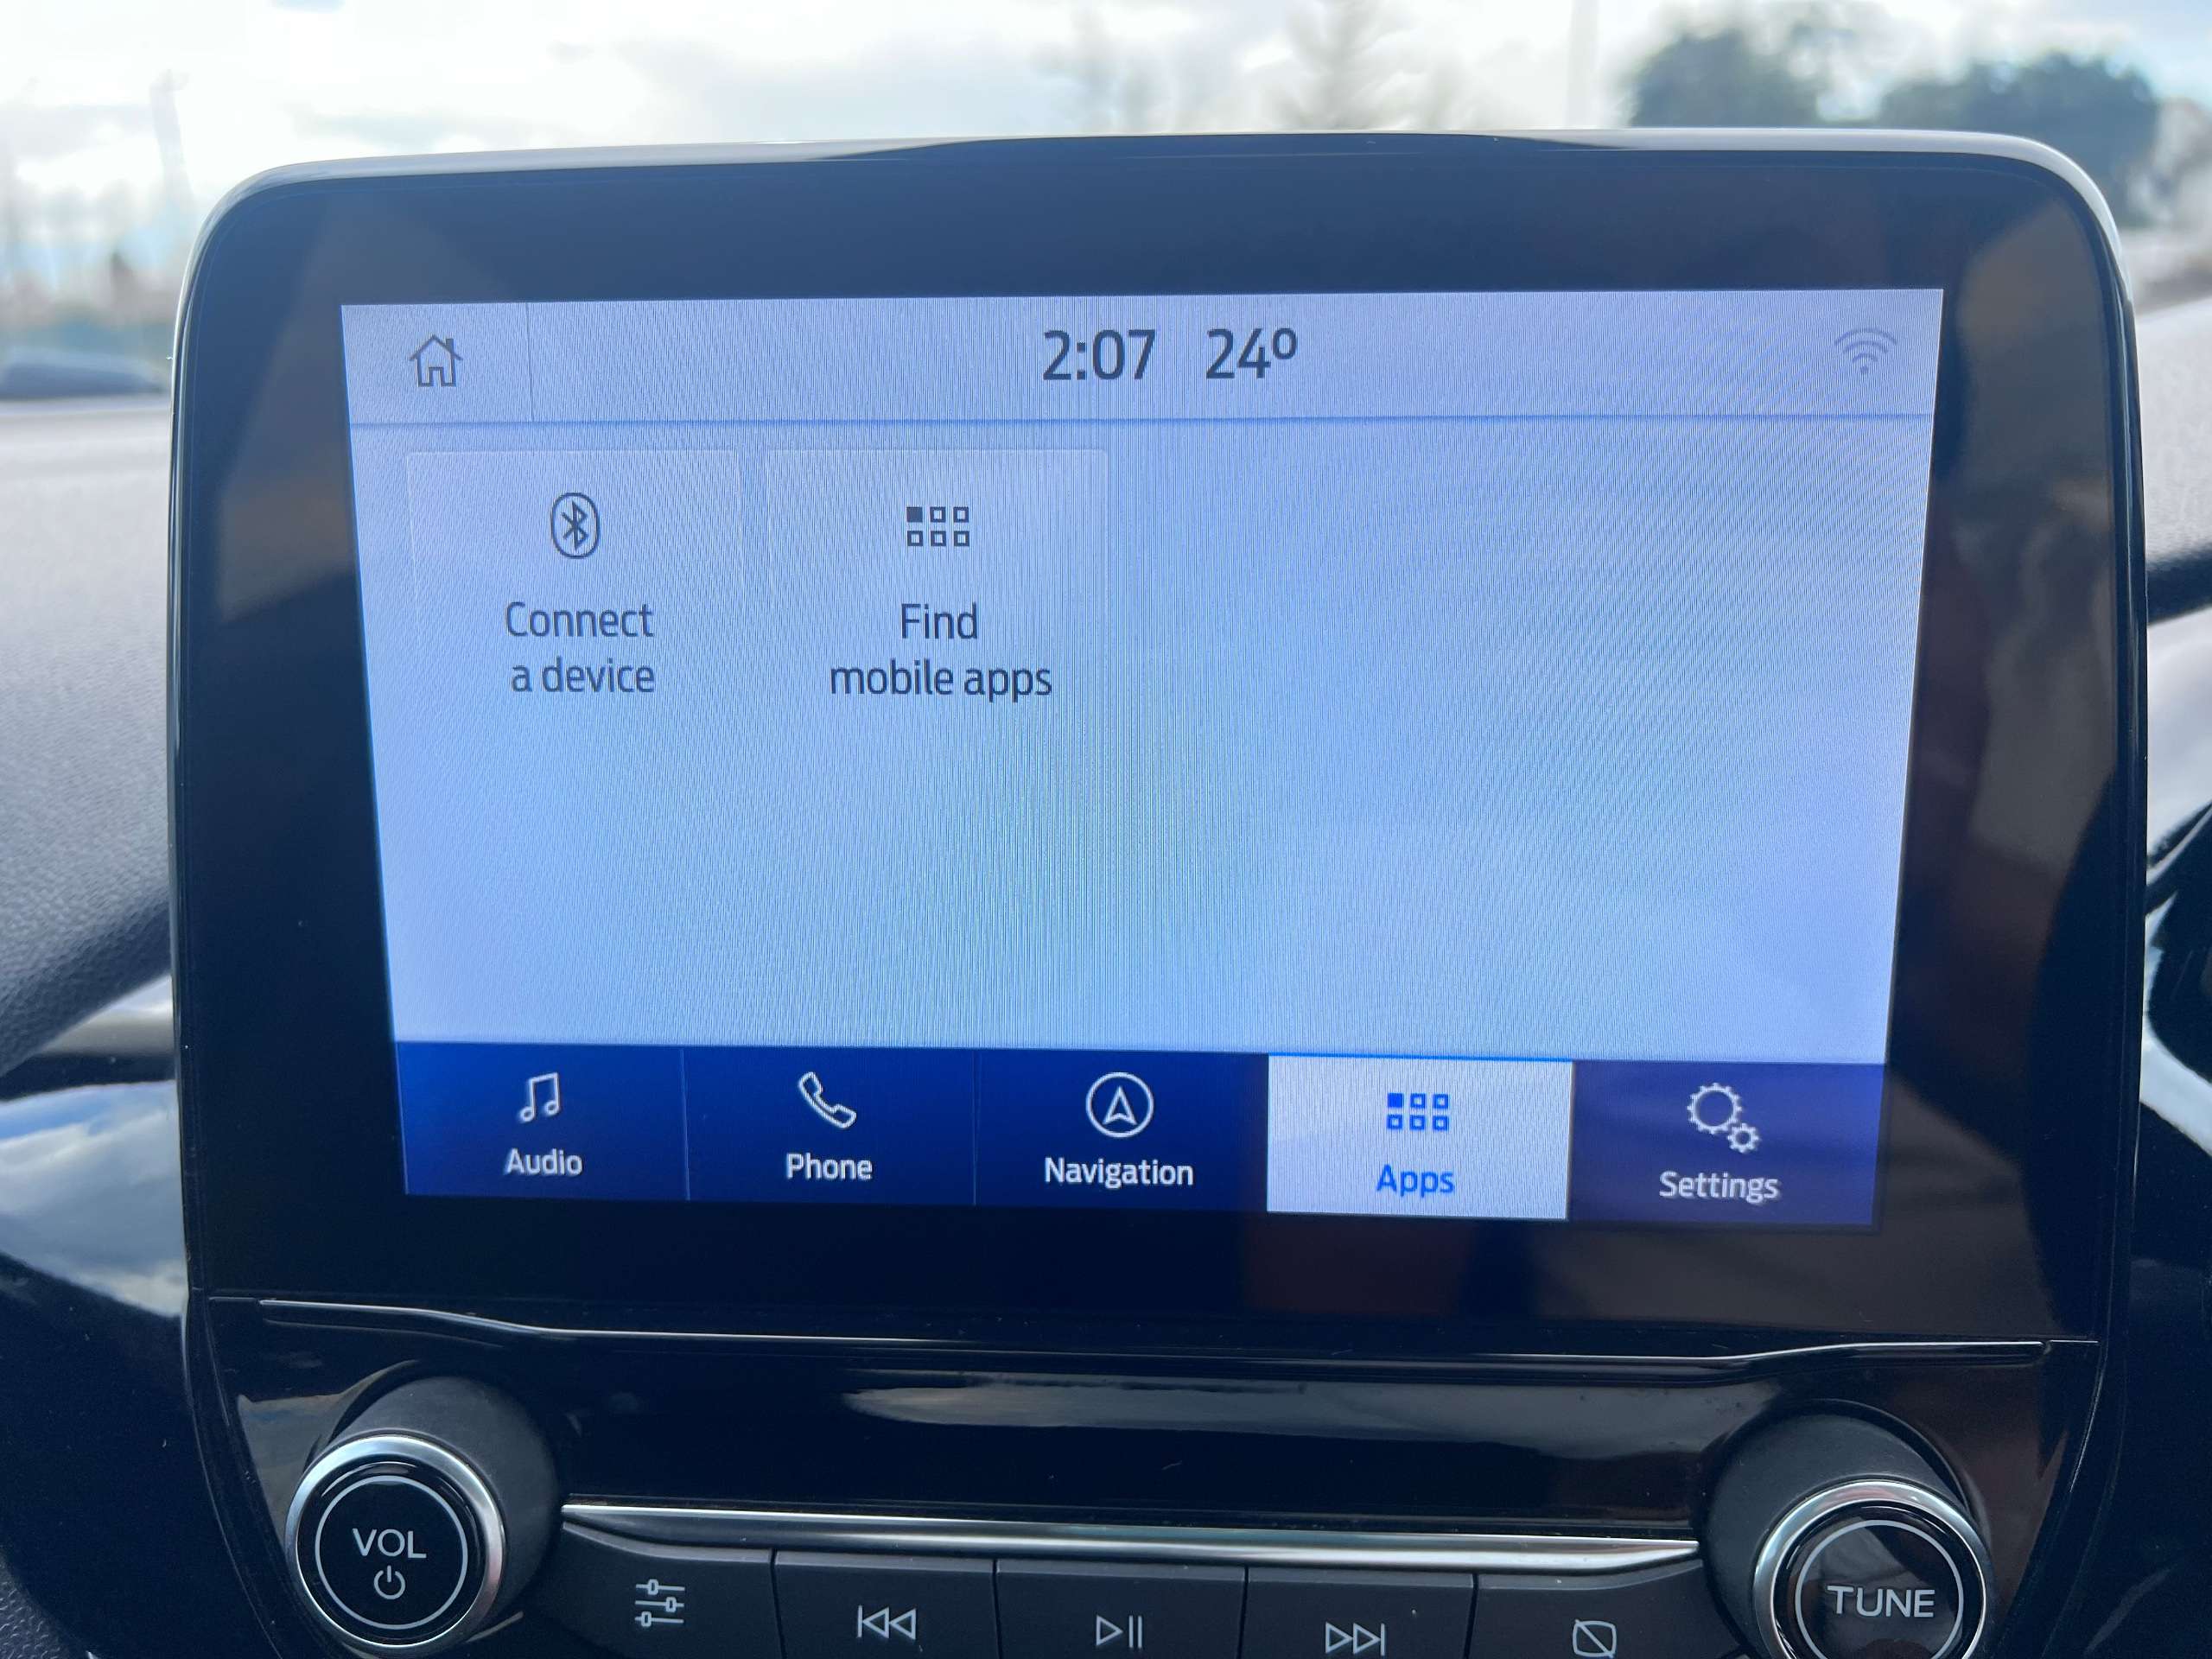 2:07 24º
Connect
a device
Find
mobile apps
Audio
Phone
Navigation
Apps
Settings
VOL
TUNE